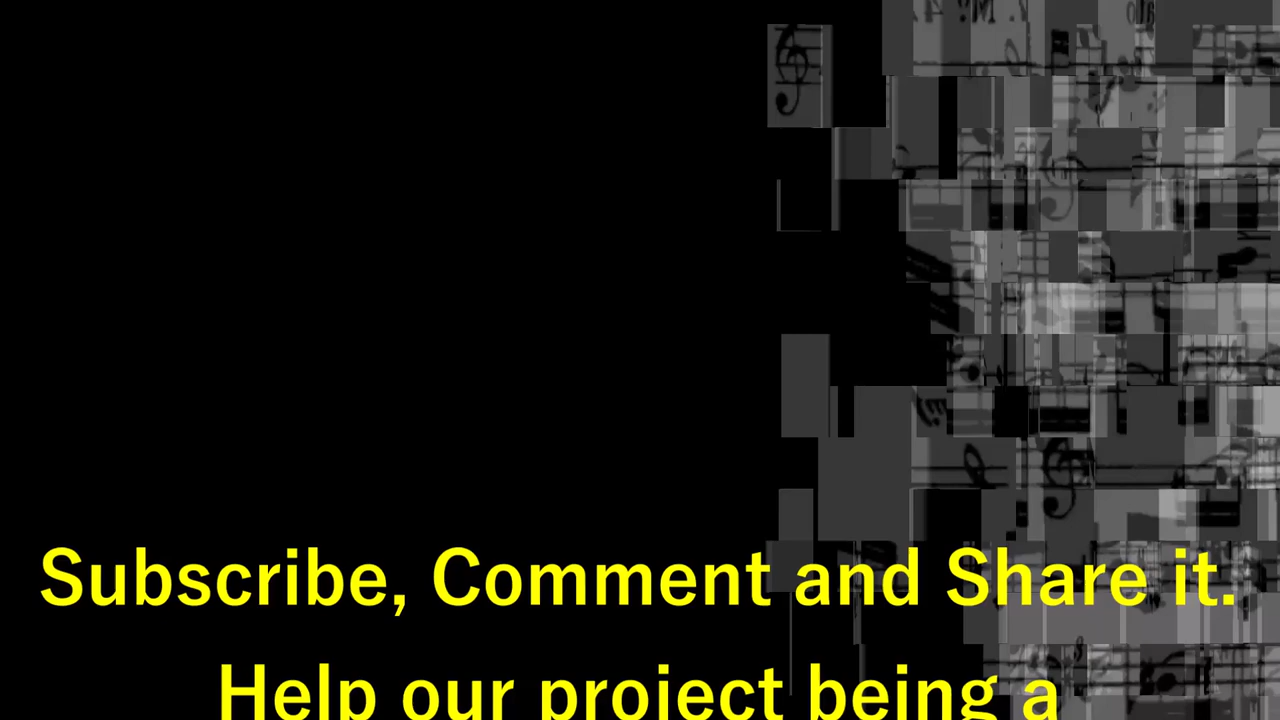 Subscribe, Comment and Share it.
Help our project being a